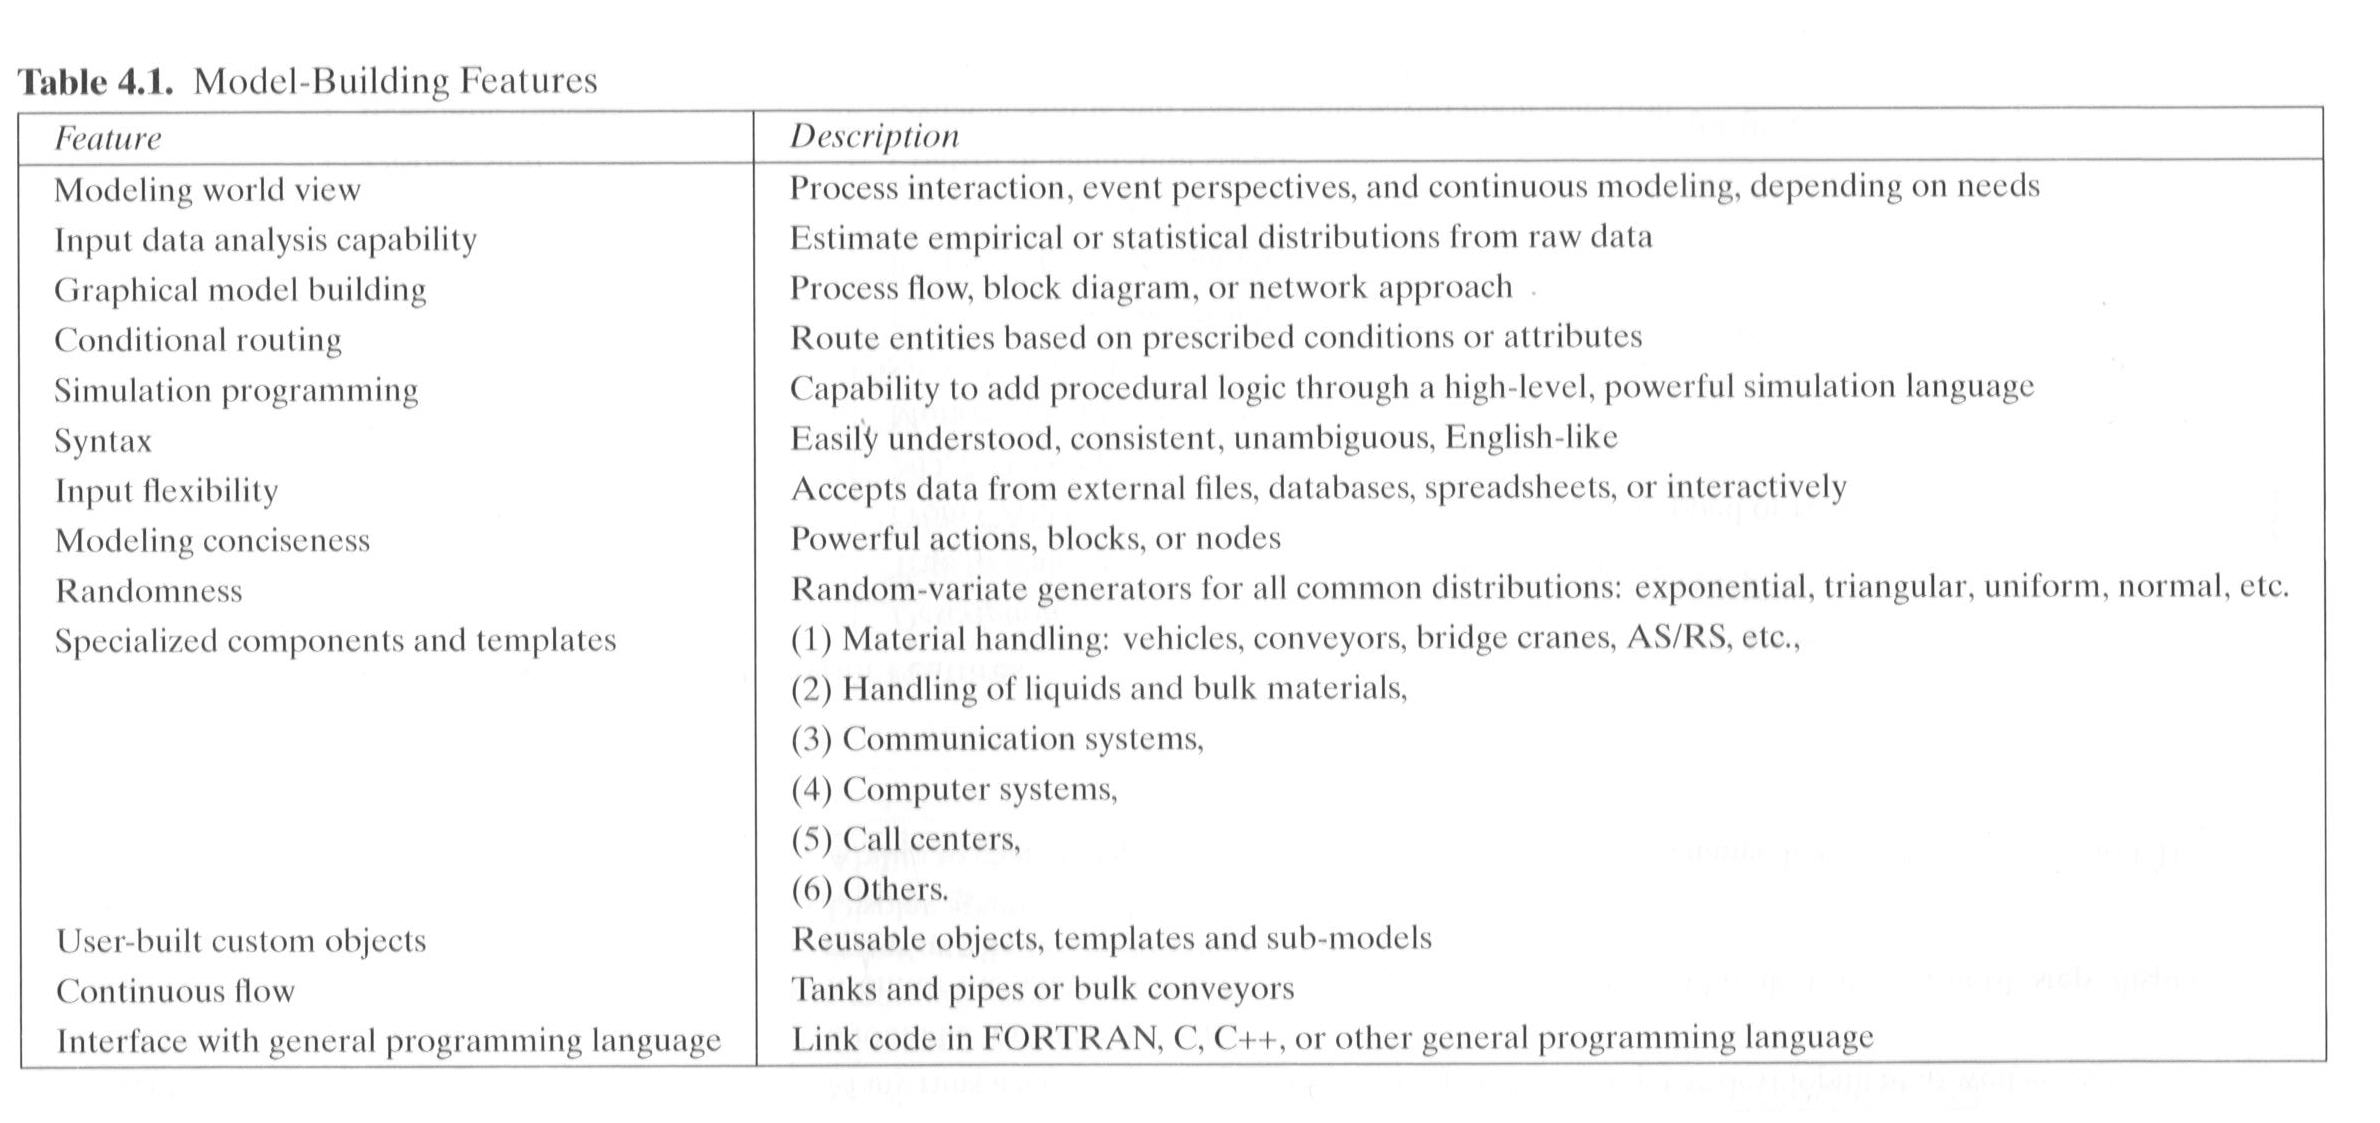 Table 4.1. Model-Building Features
Feature Description
Modeling world view Process interaction, event perspectives, and continuous modeling, depending on needs
Input data analysis capability Estimate empirical or statistical distributions from raw data
Graphical model building Process flow, block diagram, or network approach
Conditional routing Route entities based on prescribed conditions or attributes
Simulation programming Capability to add procedural logic through a high-level, powerful simulation language
Syntax Easily understood, consistent, unambiguous, English-like
Input flexibility Accepts data from external files, databases, spreadsheets, or interactively
Modeling conciseness Powerful actions, blocks, or nodes
Randomness Random-variate generators for all common distributions: exponential, triangular, uniform, normal, etc.
Specialized components and templates (1) Material handling: vehicles, conveyors, bridge cranes, AS/RS, etc.,
(2) Handling of liquids and bulk materials,
(3) Communication systems,
(4) Computer systems,
(5) Call centers,
(6) Others.
User-built custom objects Reusable objects, templates and sub-models
Continuous flow Tanks and pipes or bulk conveyors
Interface with general programming language Link code in FORTRAN, C, C++, or other general programming language